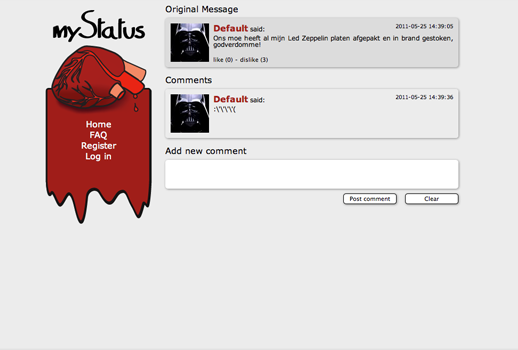 myStatus
Home
FAQ
Register
Log in
Original Message
Default said:
2011-05-25 14:39:05
Ons moe heeft al mijn Led Zeppelin platen afgepakt en in brand gestoken,
godverdomme!
like (0) - dislike (3)
Comments
Default said:
2011-05-25 14:39:36
Add new comment
Post comment
Clear